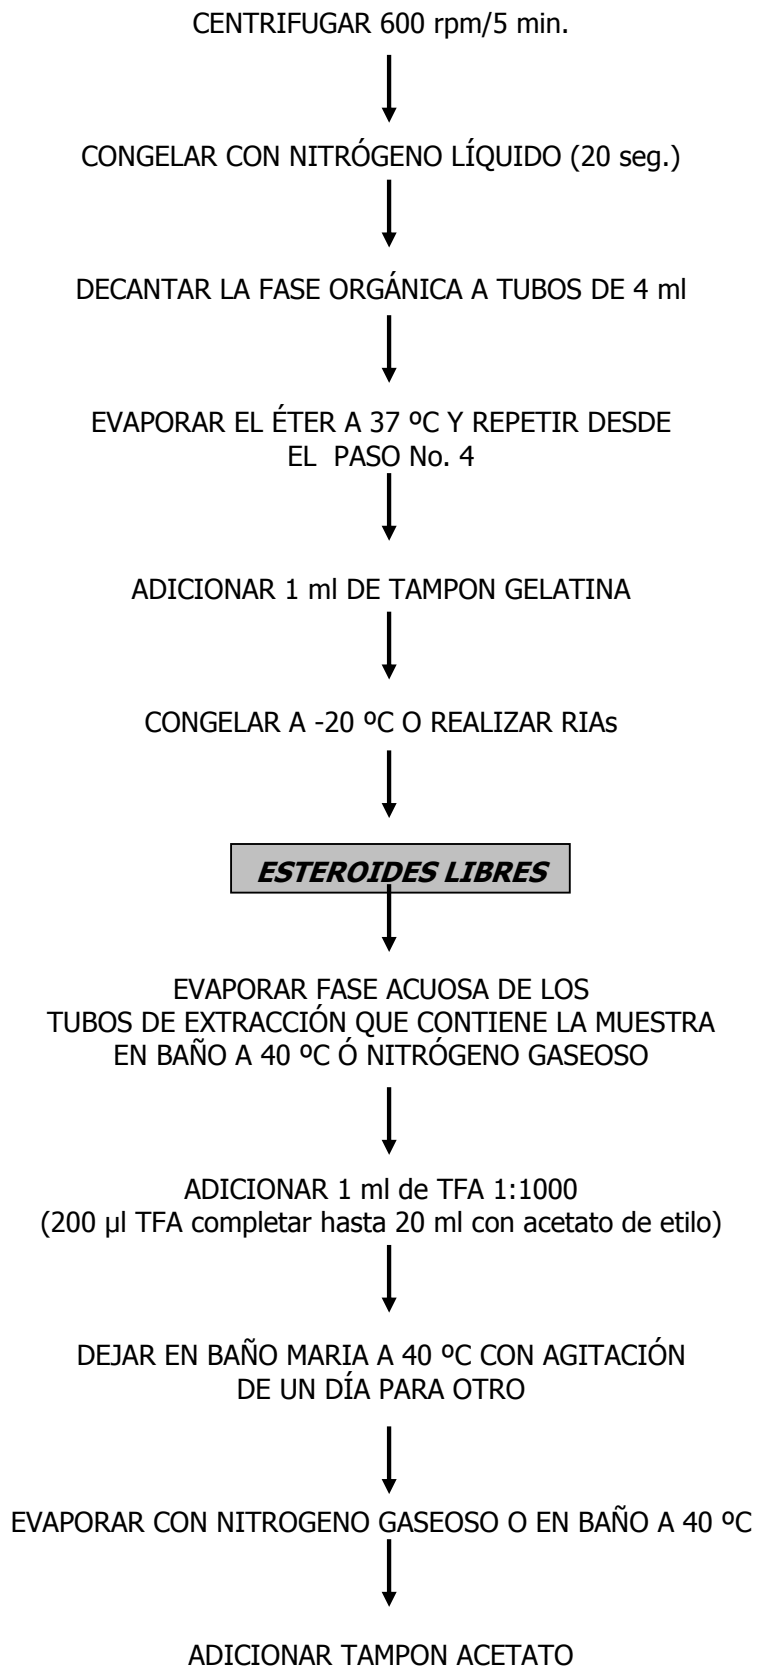 CENTRIFUGAR 600 rpm/5 min.
CONGELAR CON NITRÓGENO LÍQUIDO (20 seg.)
DECANTAR LA FASE ORGÁNICA A TUBOS DE 4 ml
EVAPORAR EL ÉTER A 37 ºC Y REPETIR DESDE
EL PASO No. 4
ADICIONAR 1 ml DE TAMPON GELATINA
CONGELAR A -20 ºC O REALIZAR RIAs
ESTEROIDES LIBRES
EVAPORAR FASE ACUOSA DE LOS
TUBOS DE EXTRACCIÓN QUE CONTIENE LA MUESTRA
EN BAÑO A 40 ºC Ó NITRÓGENO GASEOSO
ADICIONAR 1 ml de TFA 1:1000
(200 µl TFA completar hasta 20 ml con acetato de etilo)
DEJAR EN BAÑO MARIA A 40 ºC CON AGITACIÓN
DE UN DÍA PARA OTRO
EVAPORAR CON NITROGENO GASEOSO O EN BAÑO A 40 ºC
ADICIONAR TAMPON ACETATO